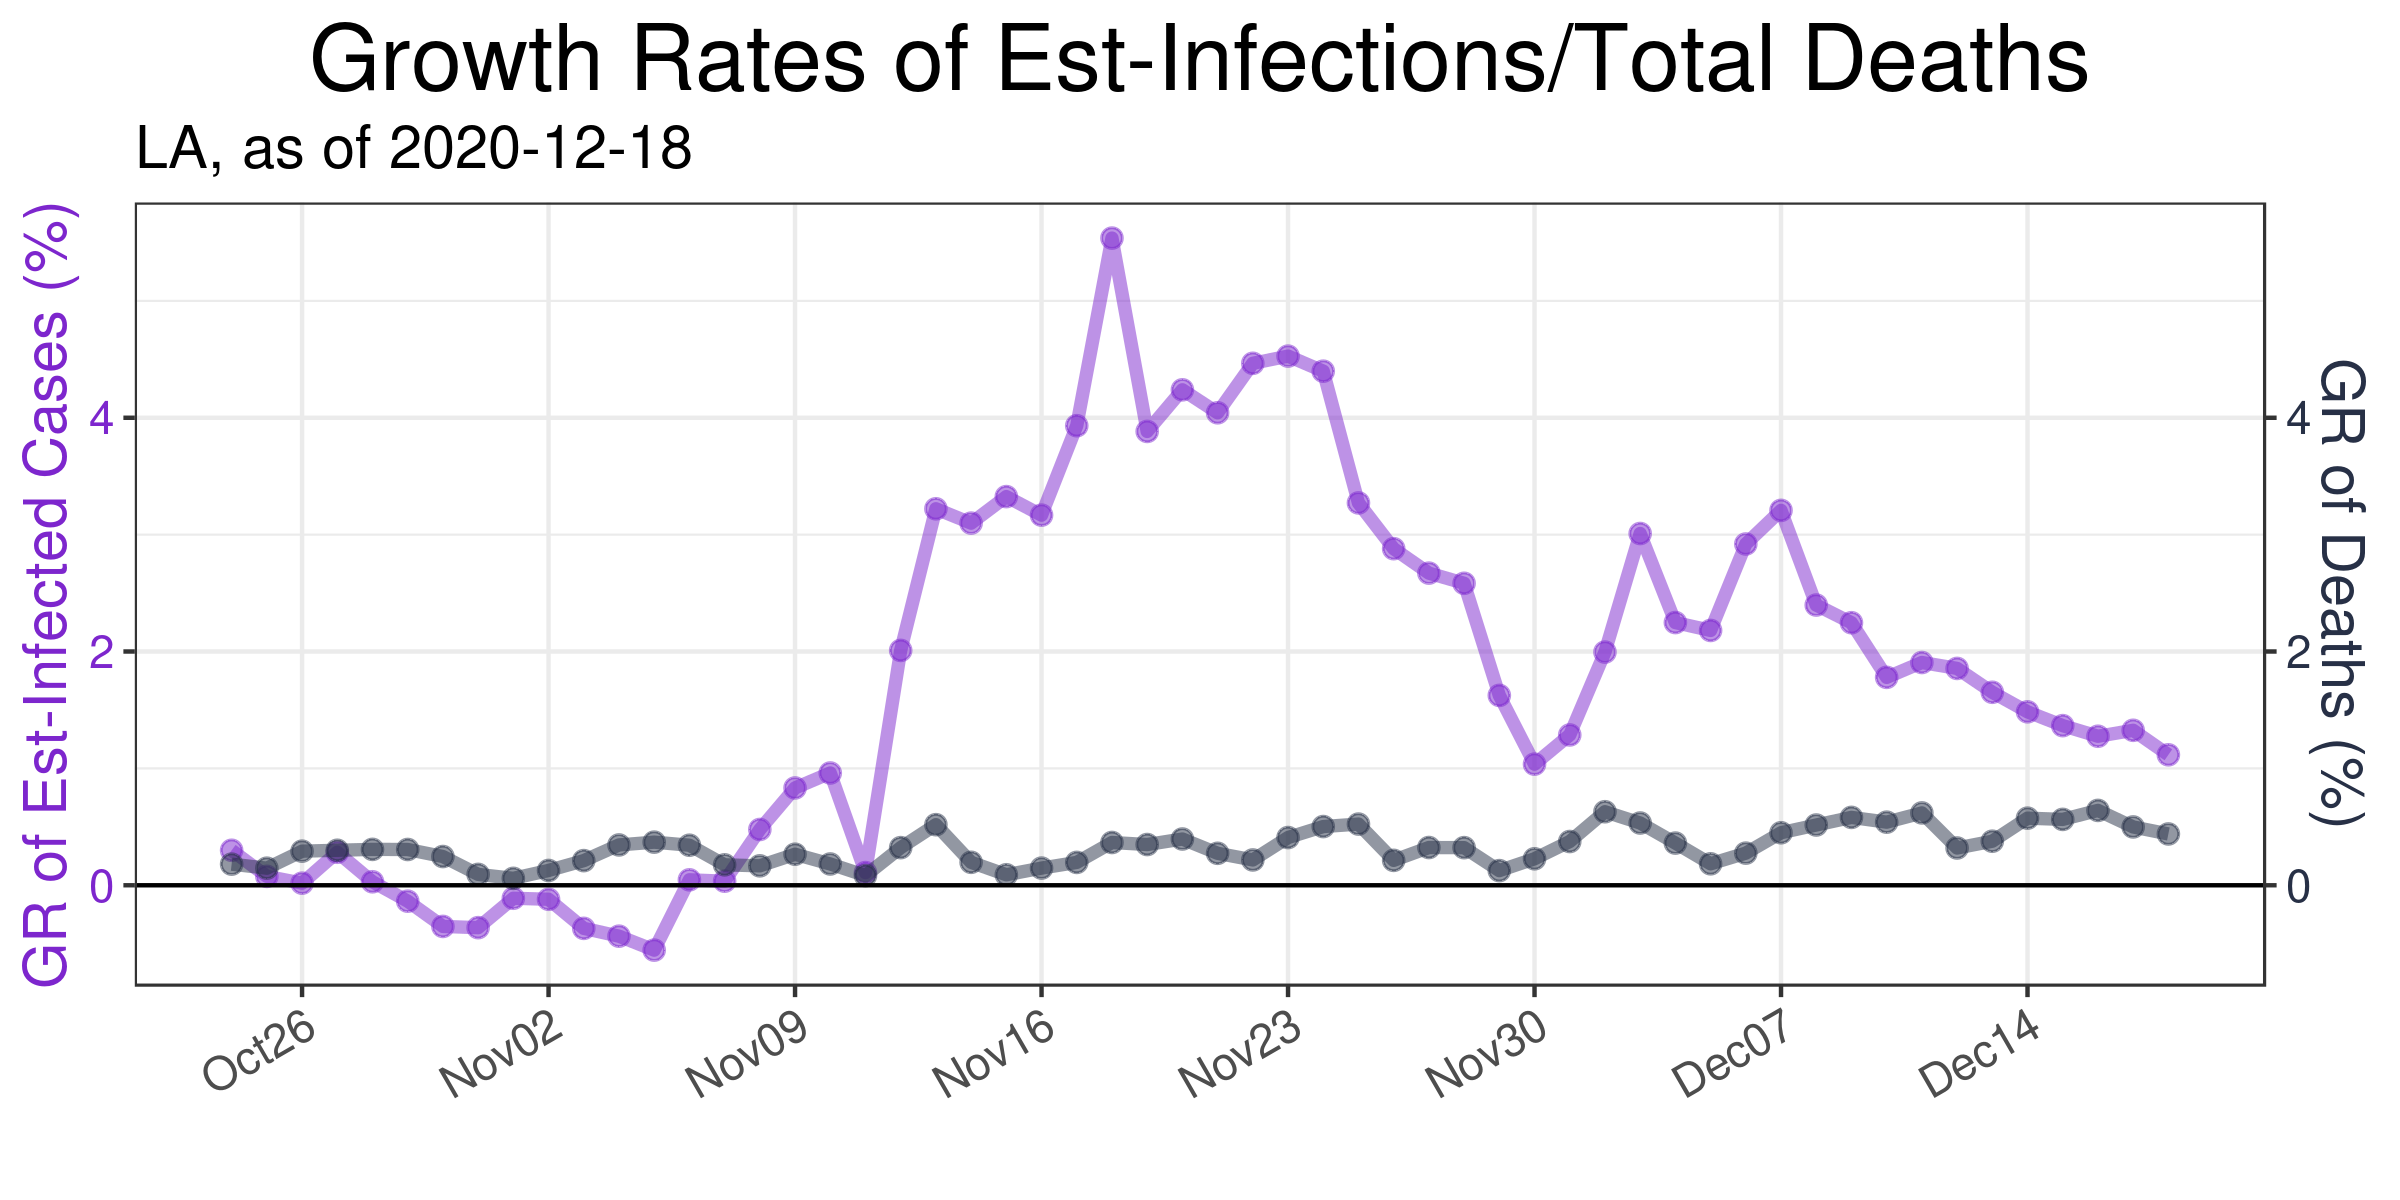 Growth Rates of Est-Infections/Total Deaths
LA, as of 2020-12-18
GR of Est-Infected Cases (%)
4
2
0
4
2
0
GR of Deaths (%)
Oct26
Nov02
Nov09
Nov16
Nov23
Nov30
Dec07
Dec14